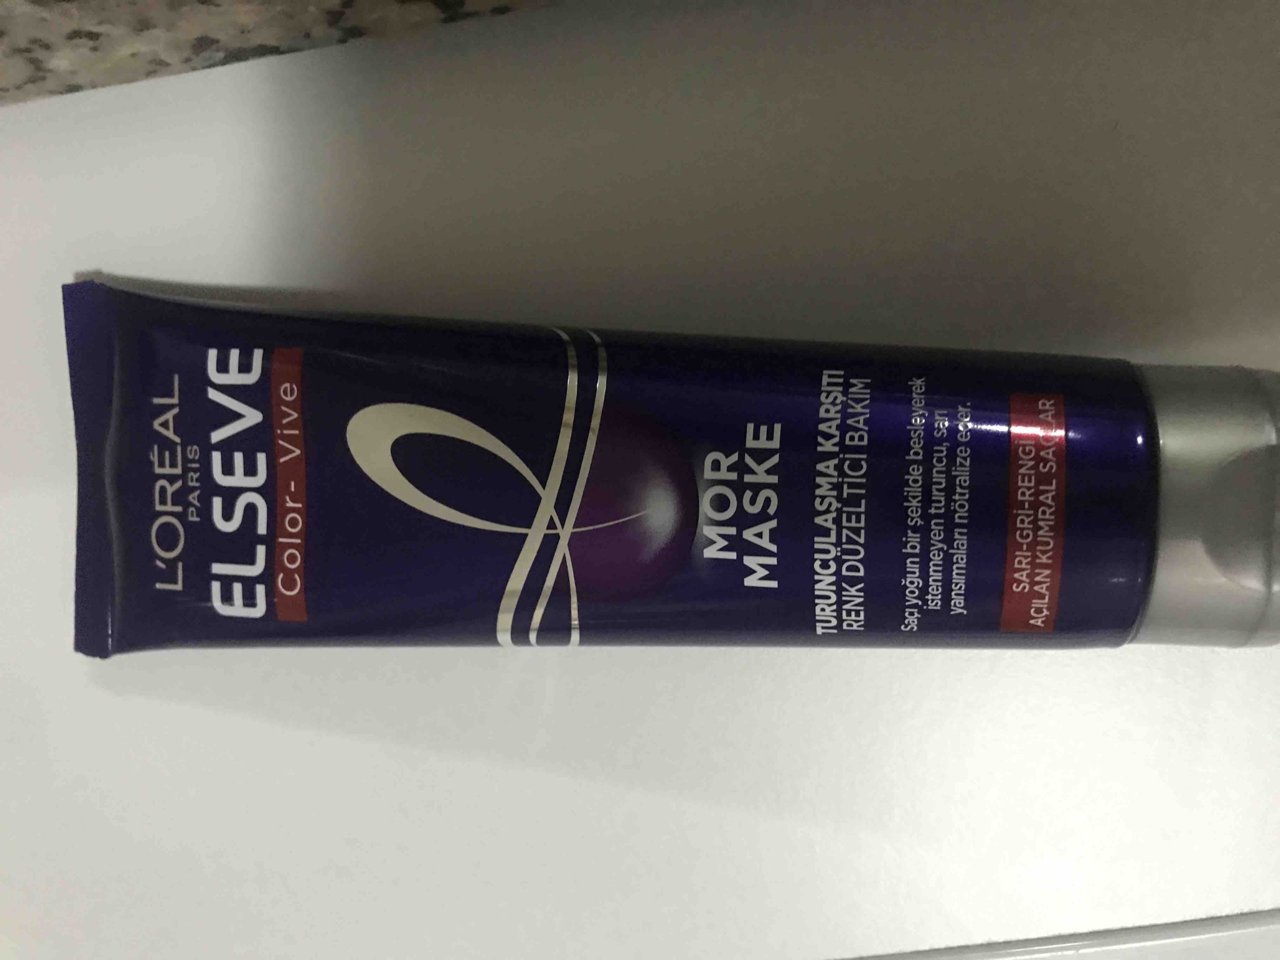 L'ORÉAL
PARIS
ELSEVE
Color-Vive
MOR
MASKE
TURUNCULAŞMA KARŞITI
RENK DÜZELTİCİ BAKIM
Saçı yoğun bir şekilde besleyerek
istenmeyen turuncu, sarı
yansımaları nötralize eder.
SARI-GRİ-RENGİ
AÇILAN KUMRAL SAÇLAR